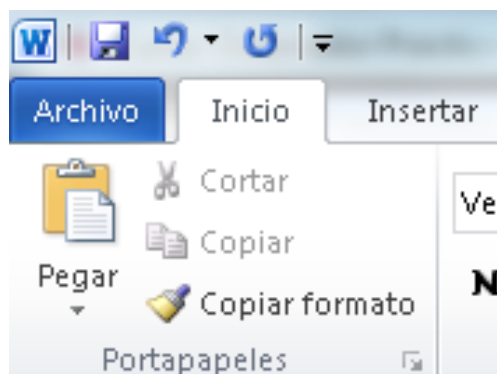 W
Archivo Inicio Insertar
Cortar
Ve
Copiar
Pegar
N
Copiar formato
Portapapeles